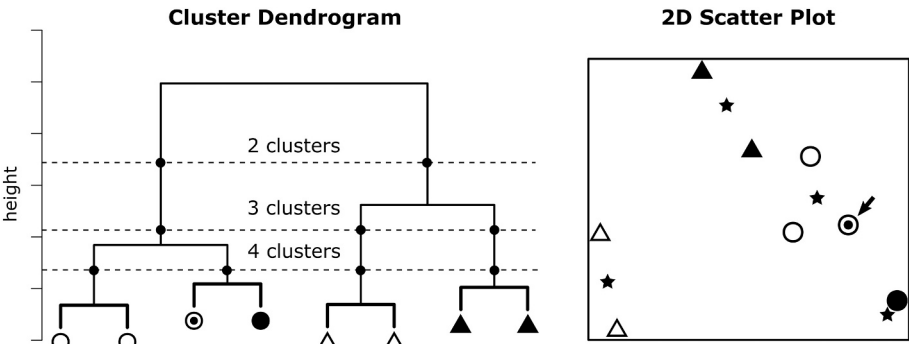 Cluster Dendrogram
height
2 clusters
3 clusters
4 clusters
2D Scatter Plot